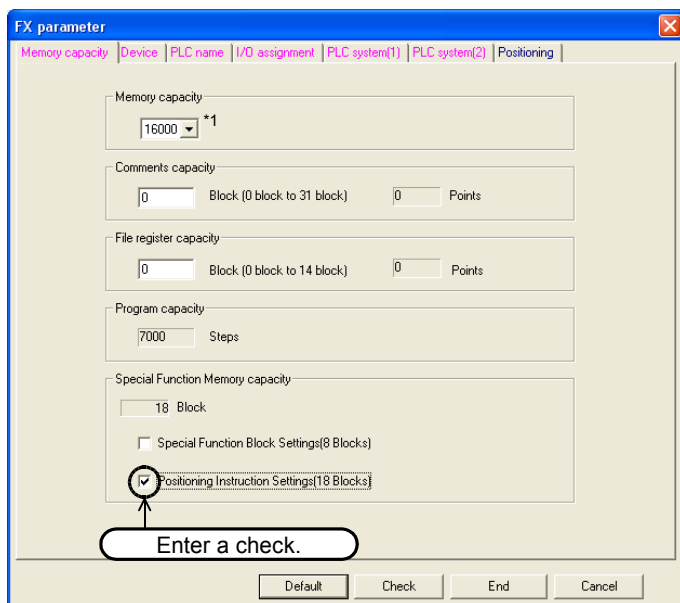 FX parameter
Memory capacity Device PLC name I/O assignment PLC system(1) PLC system(2) Positioning
Memory capacity
16000 *1
Comments capacity
0 Block (0 block to 31 block) 0 Points
File register capacity
0 Block (0 block to 14 block) 0 Points
Program capacity
7000 Steps
Special Function Memory capacity
18 Block
Special Function Block Settings(8 Blocks)
Positioning Instruction Settings(18 Blocks)
Enter a check.
Default Check End Cancel